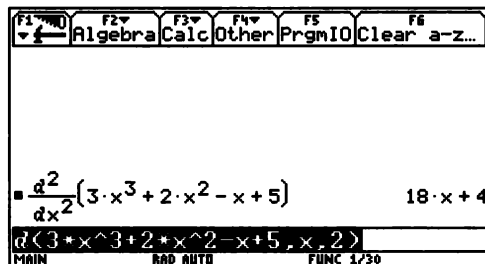 F1 F2 F3 F4 F5 F6
Algebra Calc Other PrgmIO Clear a-z…
d²/dx² (3·x³ + 2·x² − x + 5) 18·x + 4
d(3*x^3+2*x^2-x+5,x,2)
MAIN RAD AUTO FUNC 1/30